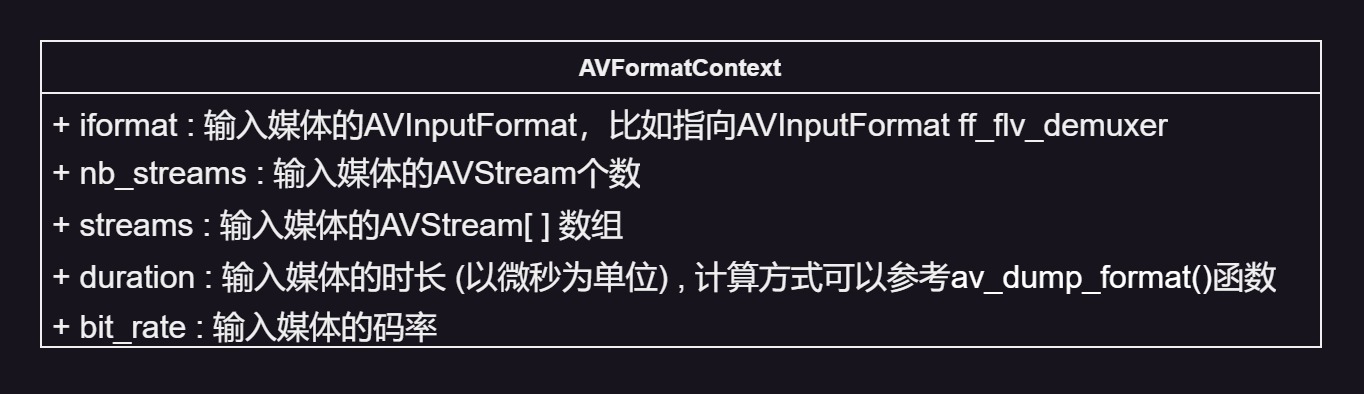 AVFormatContext
+ iformat : 输入媒体的AVInputFormat，比如指向AVInputFormat ff_flv_demuxer
+ nb_streams : 输入媒体的AVStream个数
+ streams : 输入媒体的AVStream[ ] 数组
+ duration : 输入媒体的时长 (以微秒为单位) , 计算方式可以参考av_dump_format()函数
+ bit_rate : 输入媒体的码率